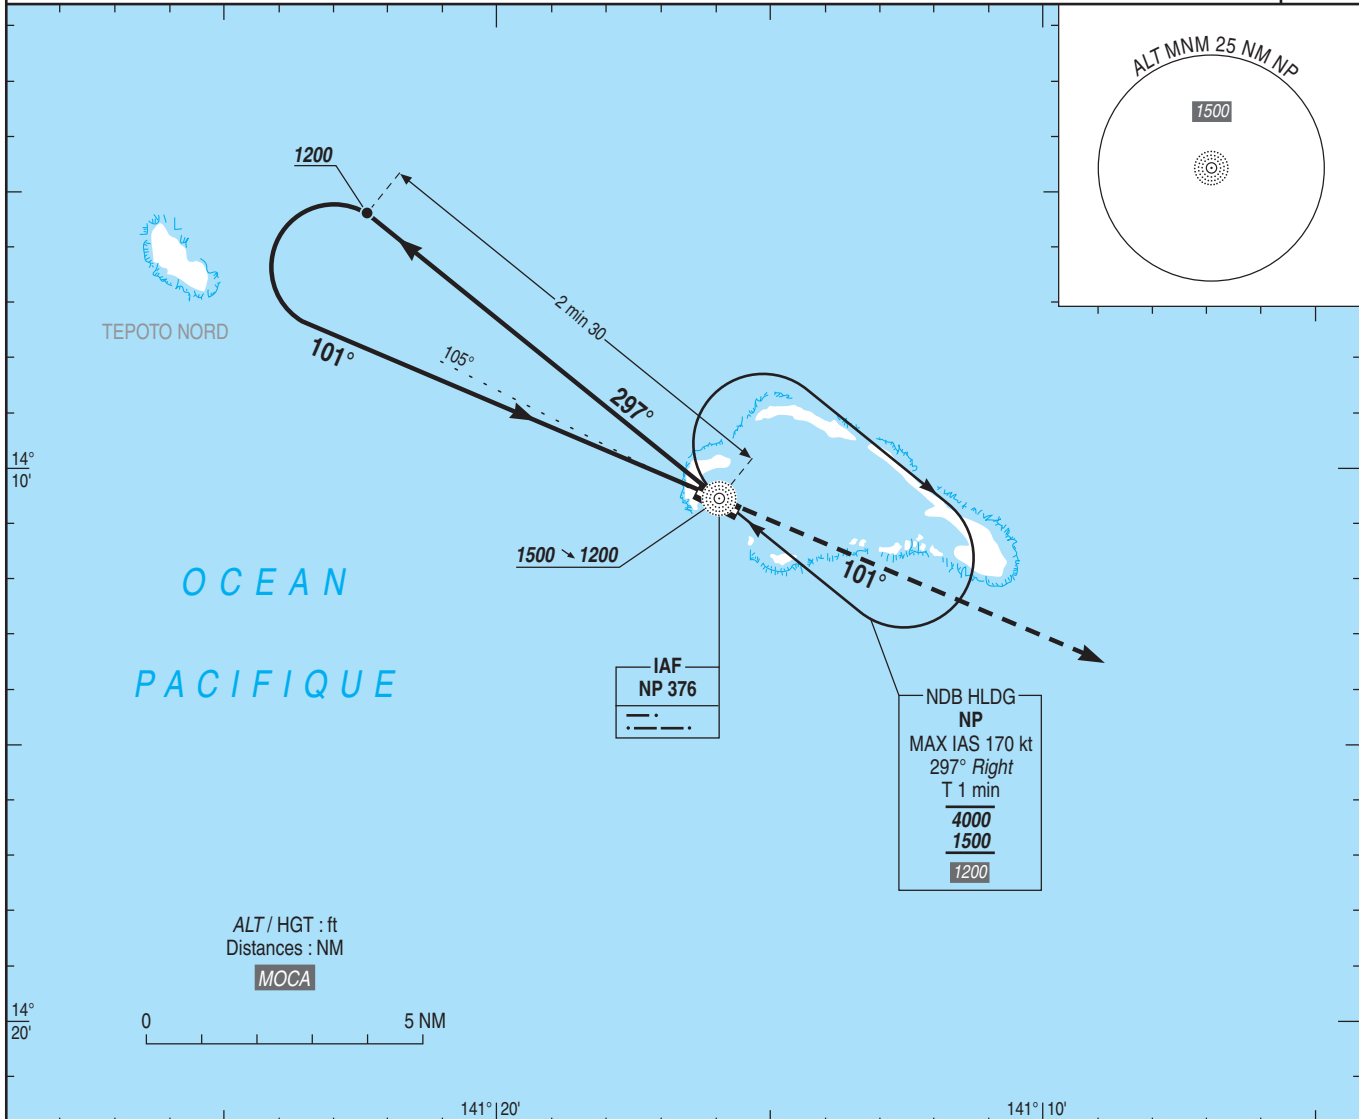 ALT MNM 25 NM NP
1500
1200
2 min 30
TEPOTO NORD
101°
105°
297°
14°
10'
1500 ↘ 1200
101°
OCEAN
PACIFIQUE
IAF
NP 376
NDB HLDG
NP
MAX IAS 170 kt
297° Right
T 1 min
4000
1500
1200
ALT / HGT : ft
Distances : NM
MOCA
14°
20'
0
5 NM
141° 20'
141° 10'